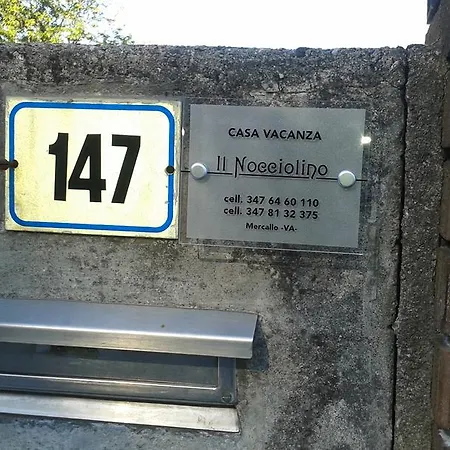 147
CASA VACANZA
Il Nocciolino
cell. 347 64 60 110
cell. 347 81 32 375
Mercallo -VA-